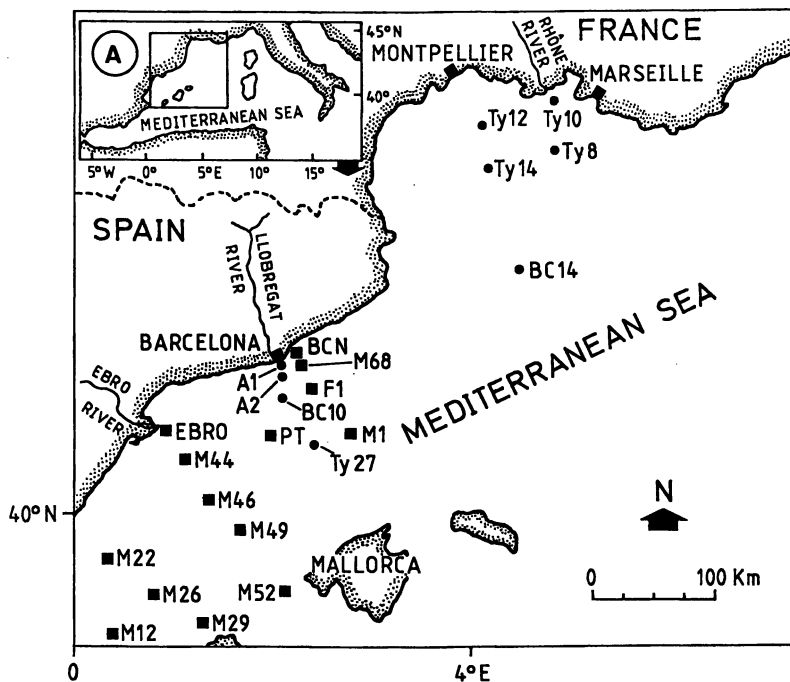 A
45°N
40°
MEDITERRANEAN SEA
5°W 0° 5°E 10° 15°
FRANCE
RHÔNE
RIVER
MONTPELLIER
MARSEILLE
Ty12
Ty10
Ty8
Ty14
SPAIN
LLOBREGAT
RIVER
BC14
MEDITERRANEAN SEA
BARCELONA
BCN
M68
A1
F1
A2
BC10
EBRO
RIVER
EBRO
PT
M1
Ty27
M44
M46
40°N
M49
N
M22
MALLORCA
M26
M52
0 100 Km
M29
M12
0 4°E